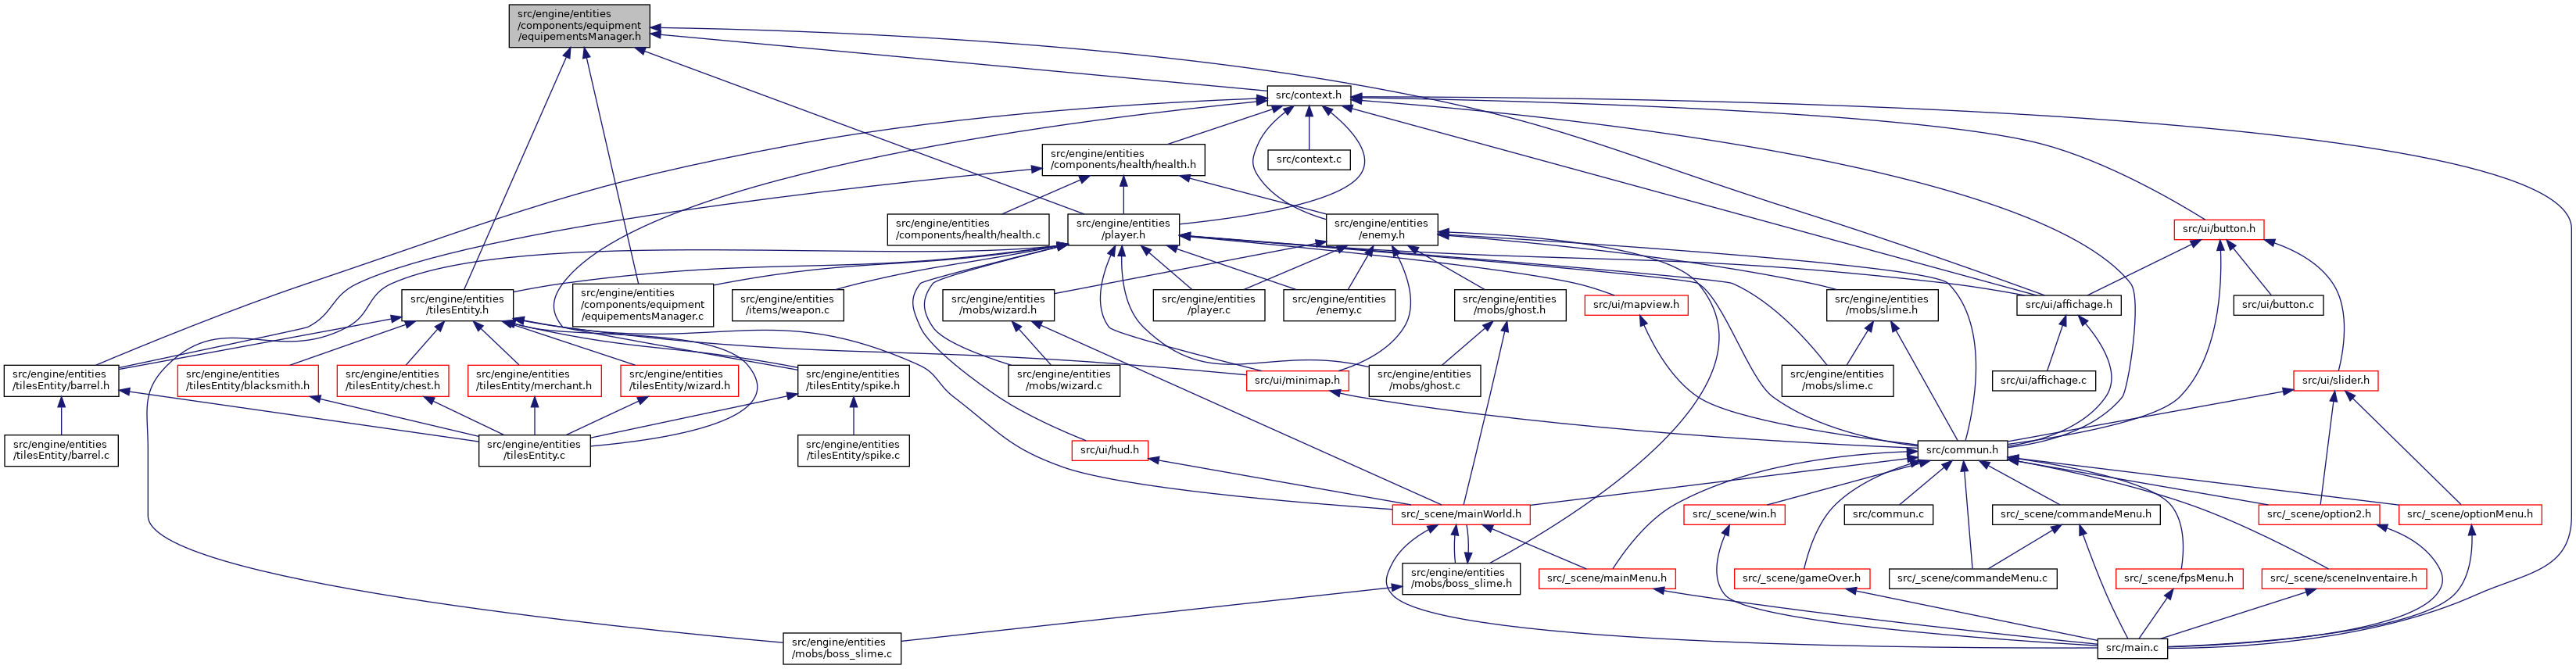 src/engine/entities
/components/equipment
/equipementsManager.h
src/context.h
src/engine/entities
/components/health/health.h
src/context.c
src/engine/entities
/components/health/health.c
src/engine/entities
/player.h
src/engine/entities
/enemy.h
src/ui/button.h
src/engine/entities
/tilesEntity.h
src/engine/entities
/components/equipment
/equipementsManager.c
src/engine/entities
/items/weapon.c
src/engine/entities
/mobs/wizard.h
src/engine/entities
/player.c
src/engine/entities
/enemy.c
src/engine/entities
/mobs/ghost.h
src/ui/mapview.h
src/engine/entities
/mobs/slime.h
src/ui/affichage.h
src/ui/button.c
src/engine/entities
/tilesEntity/barrel.h
src/engine/entities
/tilesEntity/blacksmith.h
src/engine/entities
/tilesEntity/chest.h
src/engine/entities
/tilesEntity/merchant.h
src/engine/entities
/tilesEntity/wizard.h
src/engine/entities
/tilesEntity/spike.h
src/engine/entities
/mobs/wizard.c
src/ui/minimap.h
src/engine/entities
/mobs/ghost.c
src/engine/entities
/mobs/slime.c
src/ui/affichage.c
src/ui/slider.h
src/engine/entities
/tilesEntity/barrel.c
src/engine/entities
/tilesEntity.c
src/engine/entities
/tilesEntity/spike.c
src/ui/hud.h
src/commun.h
src/_scene/mainWorld.h
src/_scene/win.h
src/commun.c
src/_scene/commandeMenu.h
src/_scene/option2.h
src/_scene/optionMenu.h
src/engine/entities
/mobs/boss_slime.h
src/_scene/mainMenu.h
src/_scene/gameOver.h
src/_scene/commandeMenu.c
src/_scene/fpsMenu.h
src/_scene/sceneInventaire.h
src/engine/entities
/mobs/boss_slime.c
src/main.c